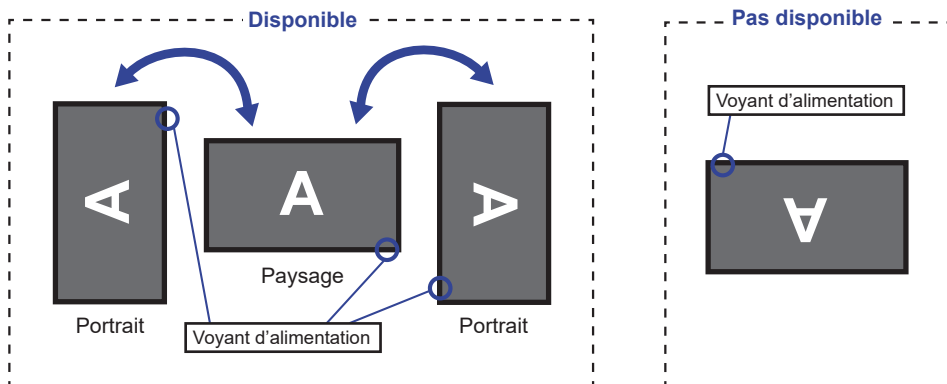 Disponible
A
A
A
Portrait
Paysage
Portrait
Voyant d'alimentation
Pas disponible
Voyant d'alimentation
A